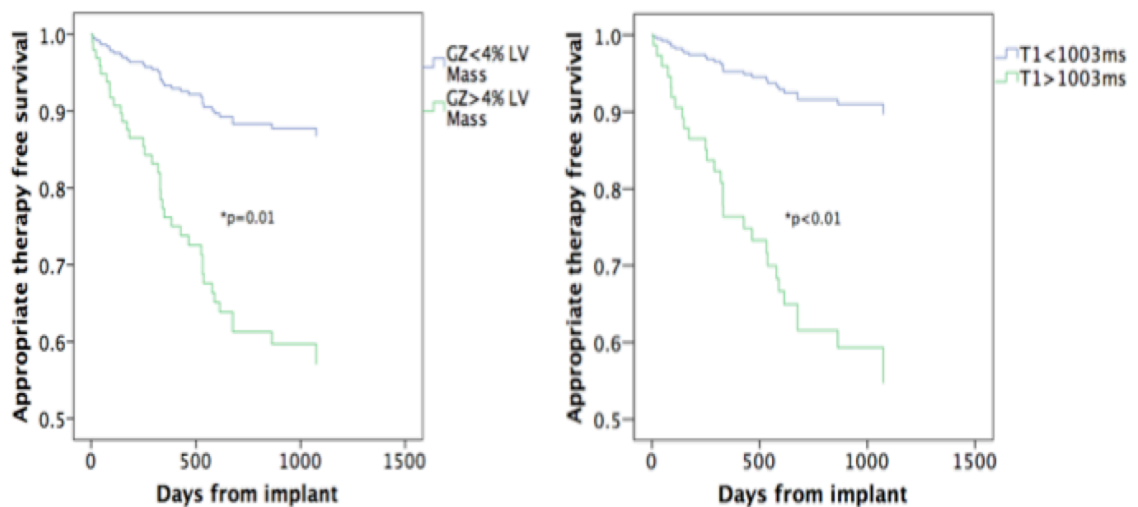 Appropriate therapy free survival
1.0
0.9
0.8
0.7
0.6
0.5
GZ<4% LV
Mass
GZ>4% LV
Mass
*p=0.01
0 500 1000 1500
Days from implant
Appropriate therapy free survival
1.0
0.9
0.8
0.7
0.6
0.5
T1<1003ms
T1>1003ms
*p<0.01
0 500 1000 1500
Days from implant